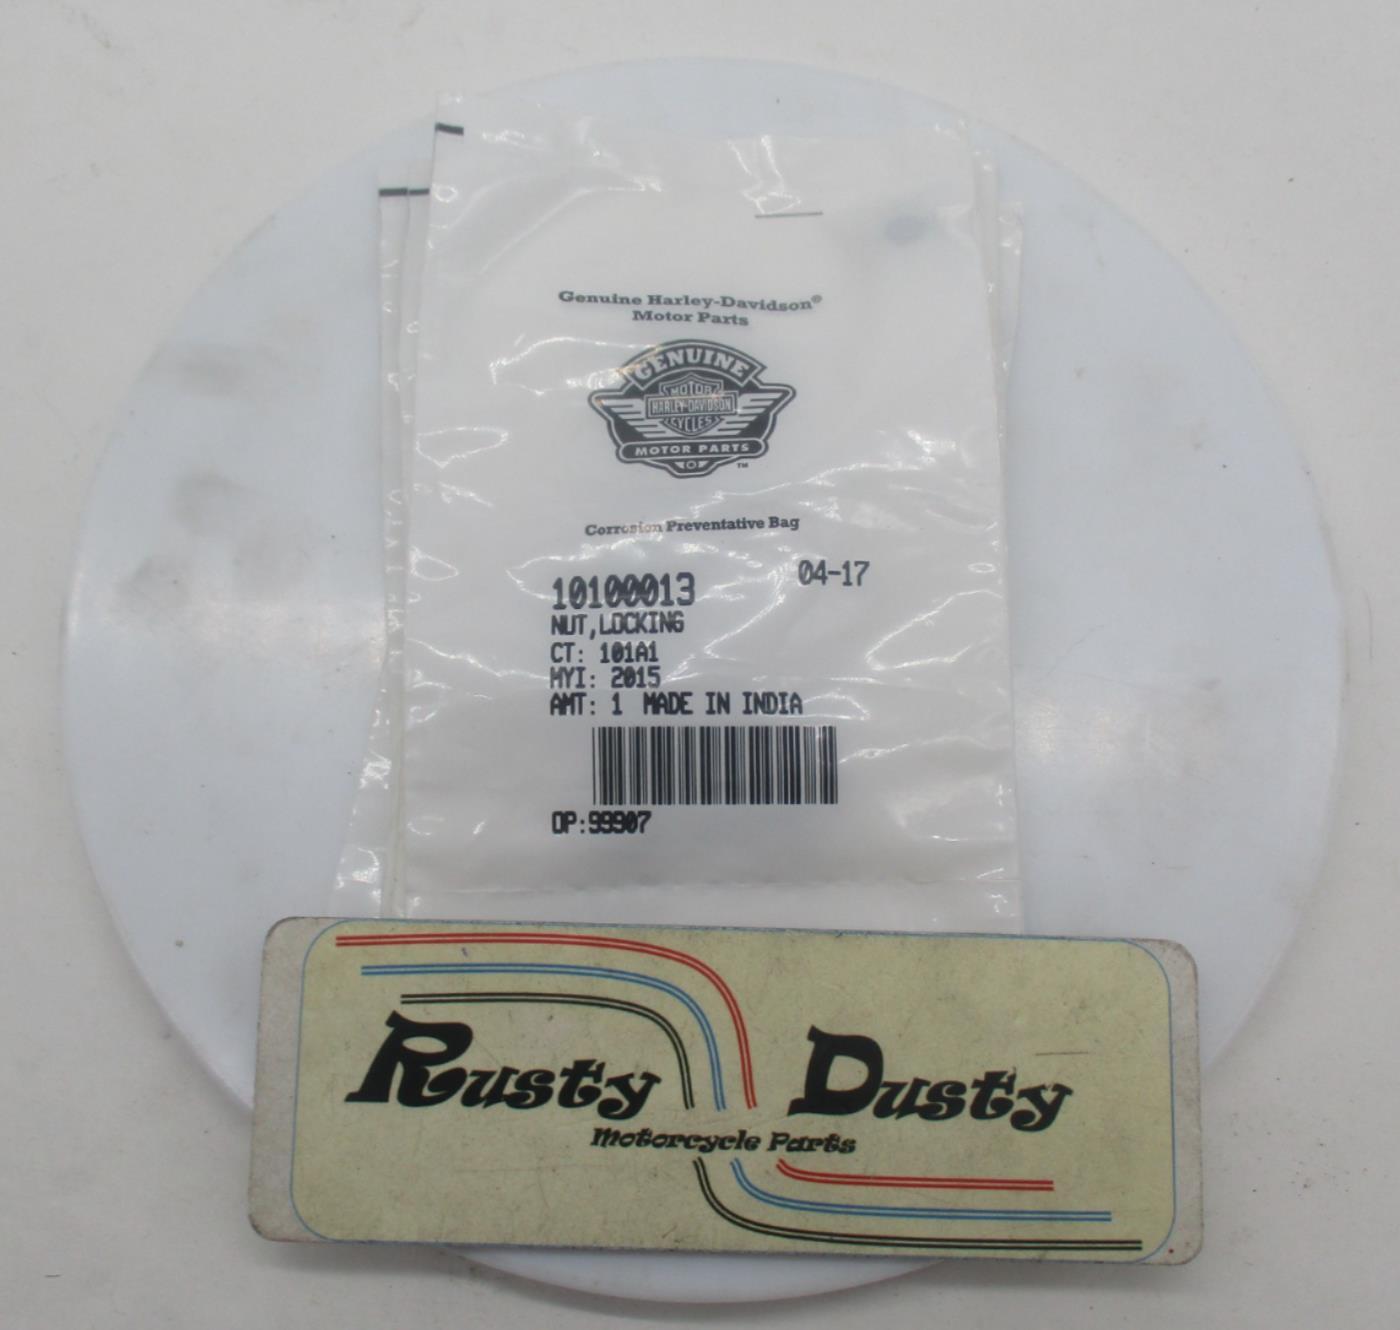 Genuine Harley-Davidson®
Motor Parts
GENUINE
MOTOR
HARLEY-DAVIDSON
CYCLES
MOTOR PARTS
TM
Corrosion Preventative Bag
10100013 04-17
NUT,LOCKING
CT: 101A1
MYI: 2015
AMT: 1 MADE IN INDIA
OP:99907
Rusty Dusty
Motorcycle Parts